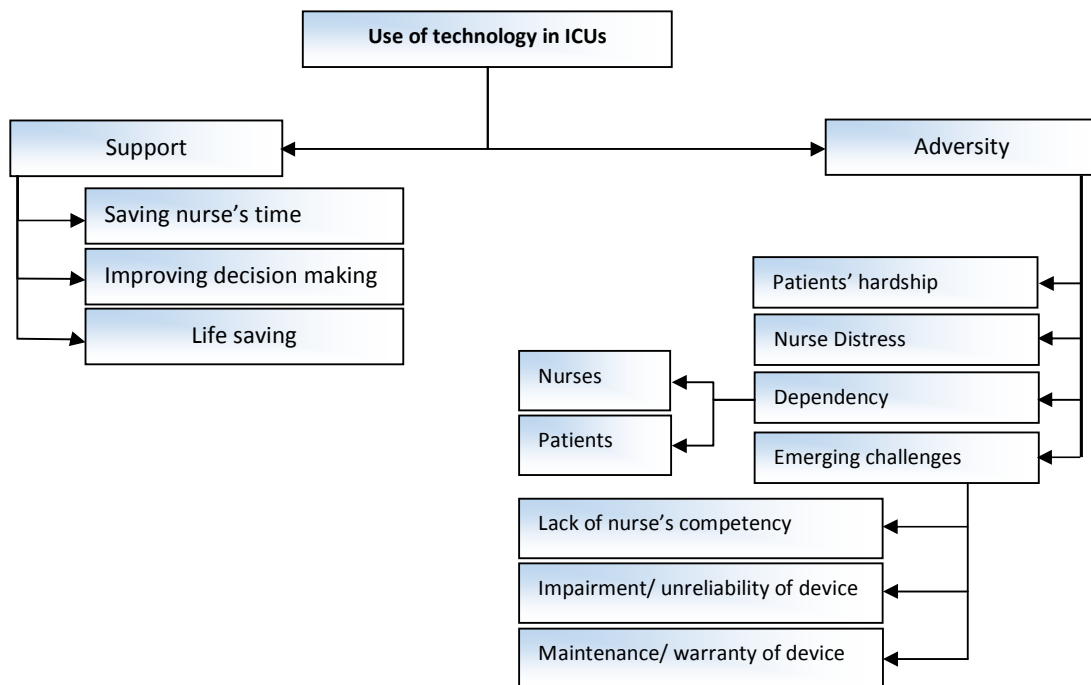 Use of technology in ICUs
Support
Adversity
Saving nurse’s time
Improving decision making
Life saving
Patients’ hardship
Nurse Distress
Dependency
Nurses
Patients
Emerging challenges
Lack of nurse’s competency
Impairment/ unreliability of device
Maintenance/ warranty of device